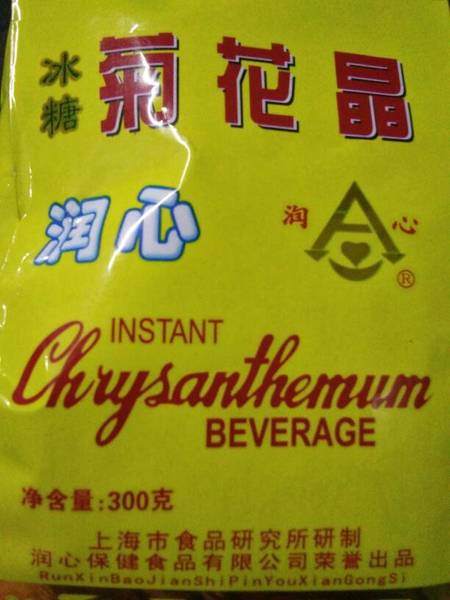 冰糖 菊花晶
润心
润 心
®
INSTANT
Chrysanthemum
BEVERAGE
净含量:300克
上海市食品研究所研制
润心保健食品有限公司荣誉出品
RunXinBaoJianShiPinYouXianGongSi